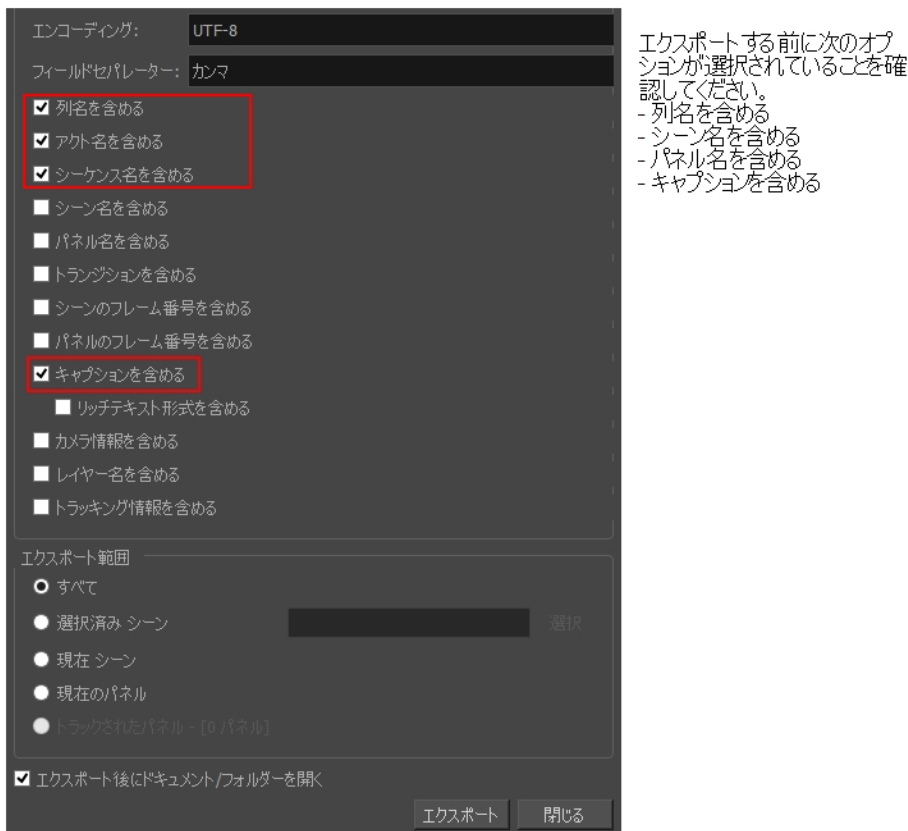 エンコーディング: UTF-8
フィールドセパレーター: カンマ
列名を含める
アクト名を含める
シーケンス名を含める
シーン名を含める
パネル名を含める
トランジションを含める
シーンのフレーム番号を含める
パネルのフレーム番号を含める
キャプションを含める
リッチテキスト形式を含める
カメラ情報を含める
レイヤー名を含める
トラッキング情報を含める
エクスポート範囲
すべて
選択済み シーン 選択
現在 シーン
現在のパネル
トラックされたパネル - [0 パネル]
エクスポート後にドキュメント/フォルダーを開く
エクスポート 閉じる
エクスポートする前に次のオプ
ションが選択されていることを確
認してください。
- 列名を含める
- シーン名を含める
- パネル名を含める
- キャプションを含める